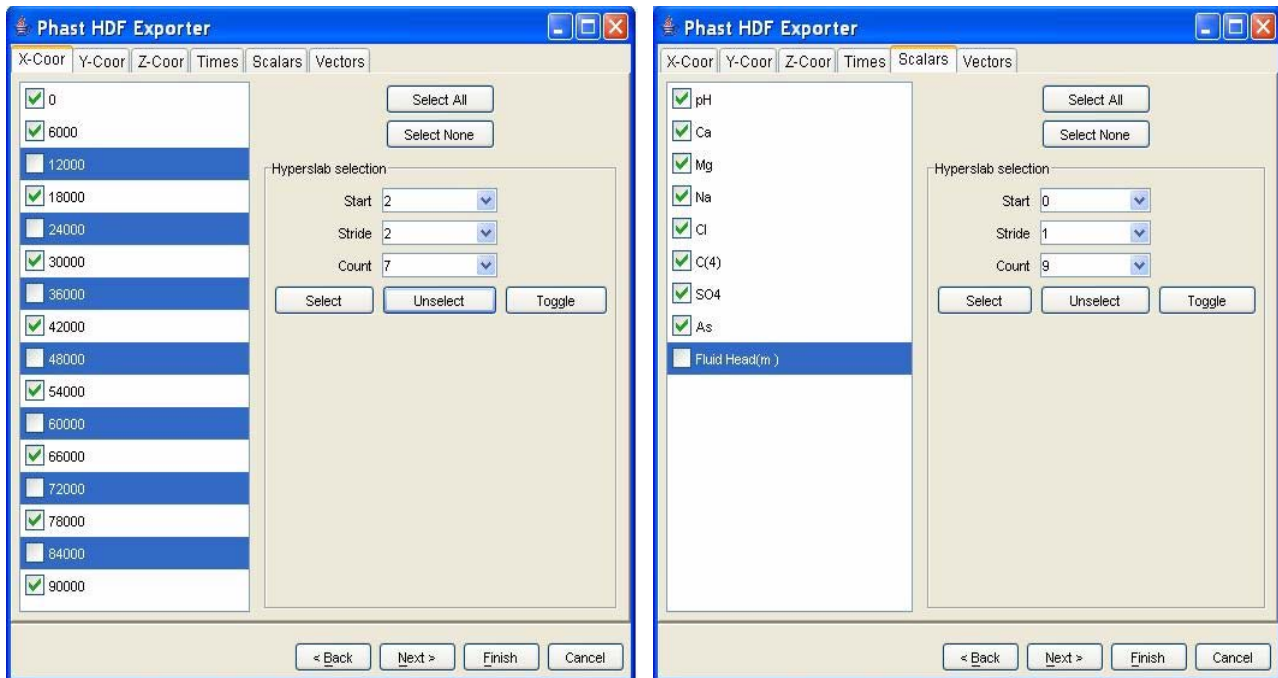 Phast HDF Exporter
X-Coor Y-Coor Z-Coor Times Scalars Vectors
0
6000
12000
18000
24000
30000
36000
42000
48000
54000
60000
66000
72000
78000
84000
90000
Select All
Select None
Hyperslab selection
Start 2
Stride 2
Count 7
Select Unselect Toggle
< Back Next > Finish Cancel
Phast HDF Exporter
X-Coor Y-Coor Z-Coor Times Scalars Vectors
pH
Ca
Mg
Na
Cl
C(4)
SO4
As
Fluid Head(m )
Select All
Select None
Hyperslab selection
Start 0
Stride 1
Count 9
Select Unselect Toggle
< Back Next > Finish Cancel